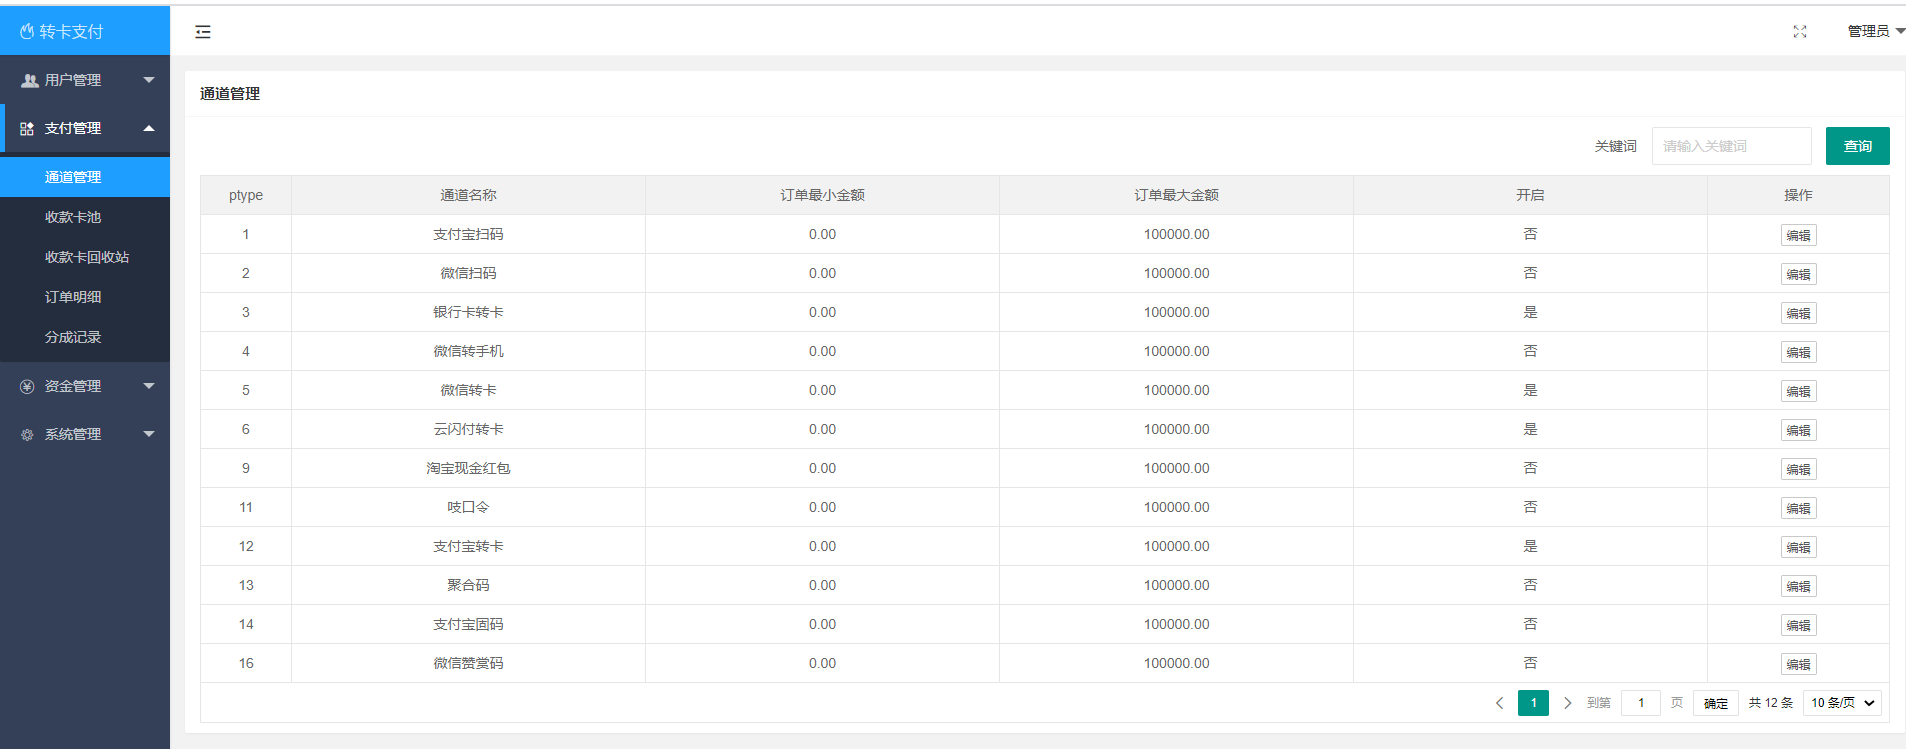 转卡支付
管理员
用户管理
支付管理
通道管理
收款卡池
收款卡回收站
订单明细
分成记录
资金管理
系统管理
通道管理
关键词 请输入关键词 查询
ptype 通道名称 订单最小金额 订单最大金额 开启 操作
1 支付宝扫码 0.00 100000.00 否 编辑
2 微信扫码 0.00 100000.00 否 编辑
3 银行卡转卡 0.00 100000.00 是 编辑
4 微信转手机 0.00 100000.00 否 编辑
5 微信转卡 0.00 100000.00 是 编辑
6 云闪付转卡 0.00 100000.00 是 编辑
9 淘宝现金红包 0.00 100000.00 否 编辑
11 吱口令 0.00 100000.00 否 编辑
12 支付宝转卡 0.00 100000.00 是 编辑
13 聚合码 0.00 100000.00 否 编辑
14 支付宝固码 0.00 100000.00 否 编辑
16 微信赞赏码 0.00 100000.00 否 编辑
1 到第 1 页 确定 共 12 条 10 条/页